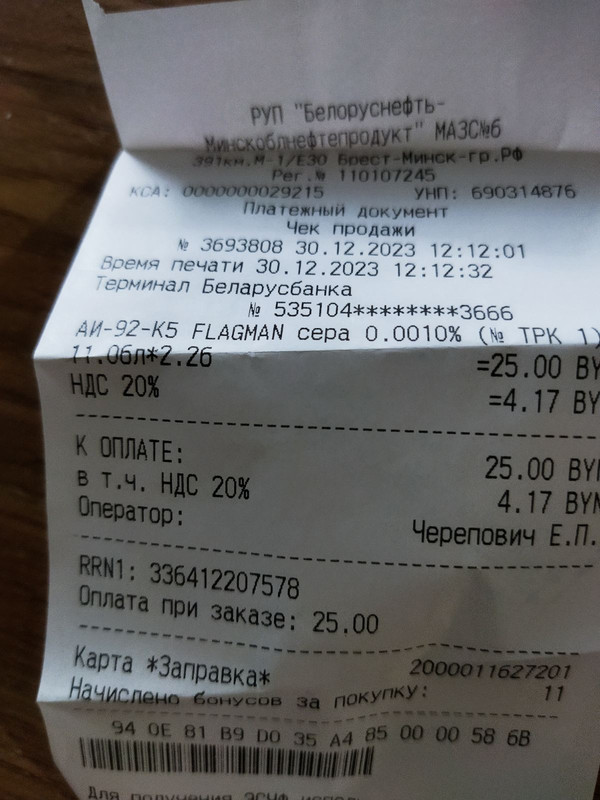 РУП "Белоруснефть-
Минскоблнефтепродукт" МАЗС№6
391км.М-1/Е30 Брест-Минск-гр.РФ
Рег.№ 110107245
КСА: 0000000029215 УНП: 690314876
Платежный документ
Чек продажи
№ 3693808 30.12.2023 12:12:01
Время печати 30.12.2023 12:12:32
Терминал Беларусбанка
№ 535104********3666
АИ-92-К5 FLAGMAN сера 0.0010% (№ ТРК 1)
11.06л*2.26 =25.00 BY
НДС 20% =4.17 BY
К ОПЛАТЕ: 25.00 BYN
в т.ч. НДС 20% 4.17 BYN
Оператор: Черепович Е.П.
RRN1: 336412207578
Оплата при заказе: 25.00
Карта *Заправка* 2000011627201
Начислено бонусов за покупку: 11
94 0E 81 B9 D0 35 A4 85 00 00 58 6B
Для получения ЭСЧФ